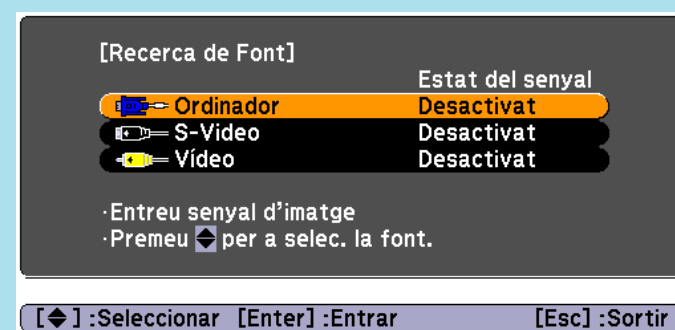 [Recerca de Font]
Estat del senyal
Ordinador Desactivat
S-Video Desactivat
Vídeo Desactivat
·Entreu senyal d'imatge
·Premeu per a selec. la font.
[ ] :Seleccionar [Enter] :Entrar [Esc] :Sortir